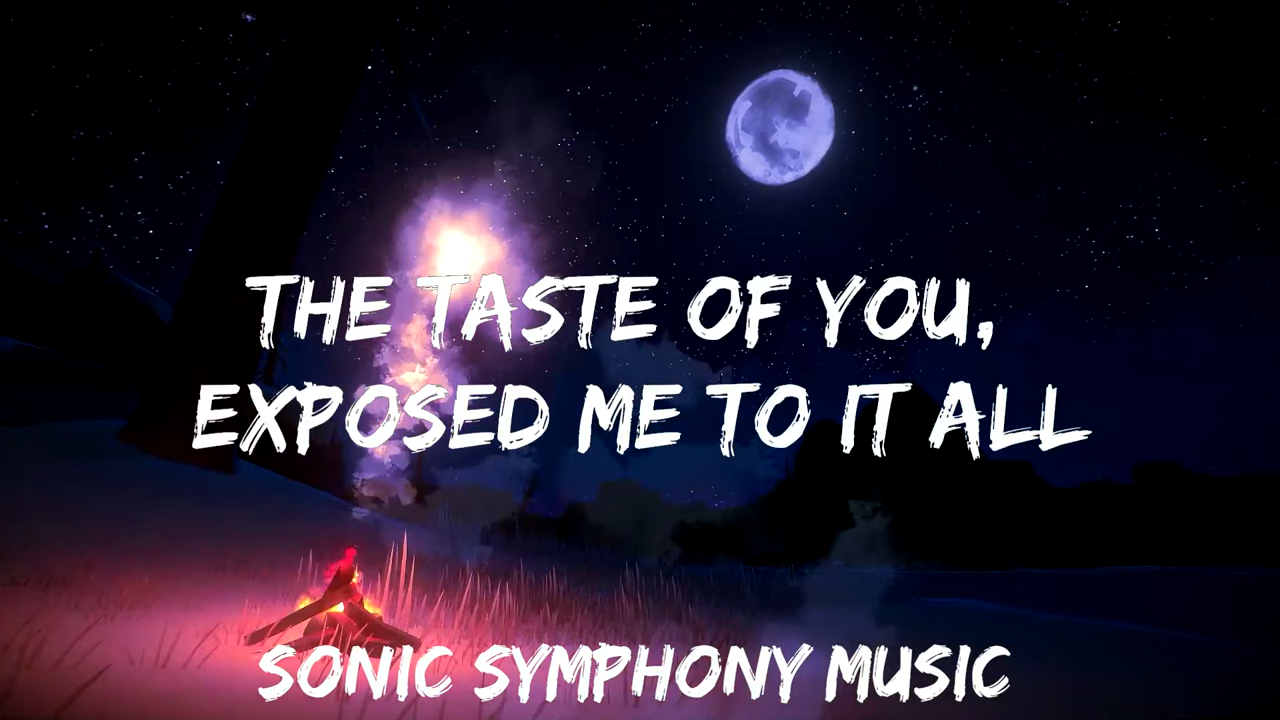 THE TASTE OF YOU,
EXPOSED ME TO IT ALL
SONIC SYMPHONY MUSIC